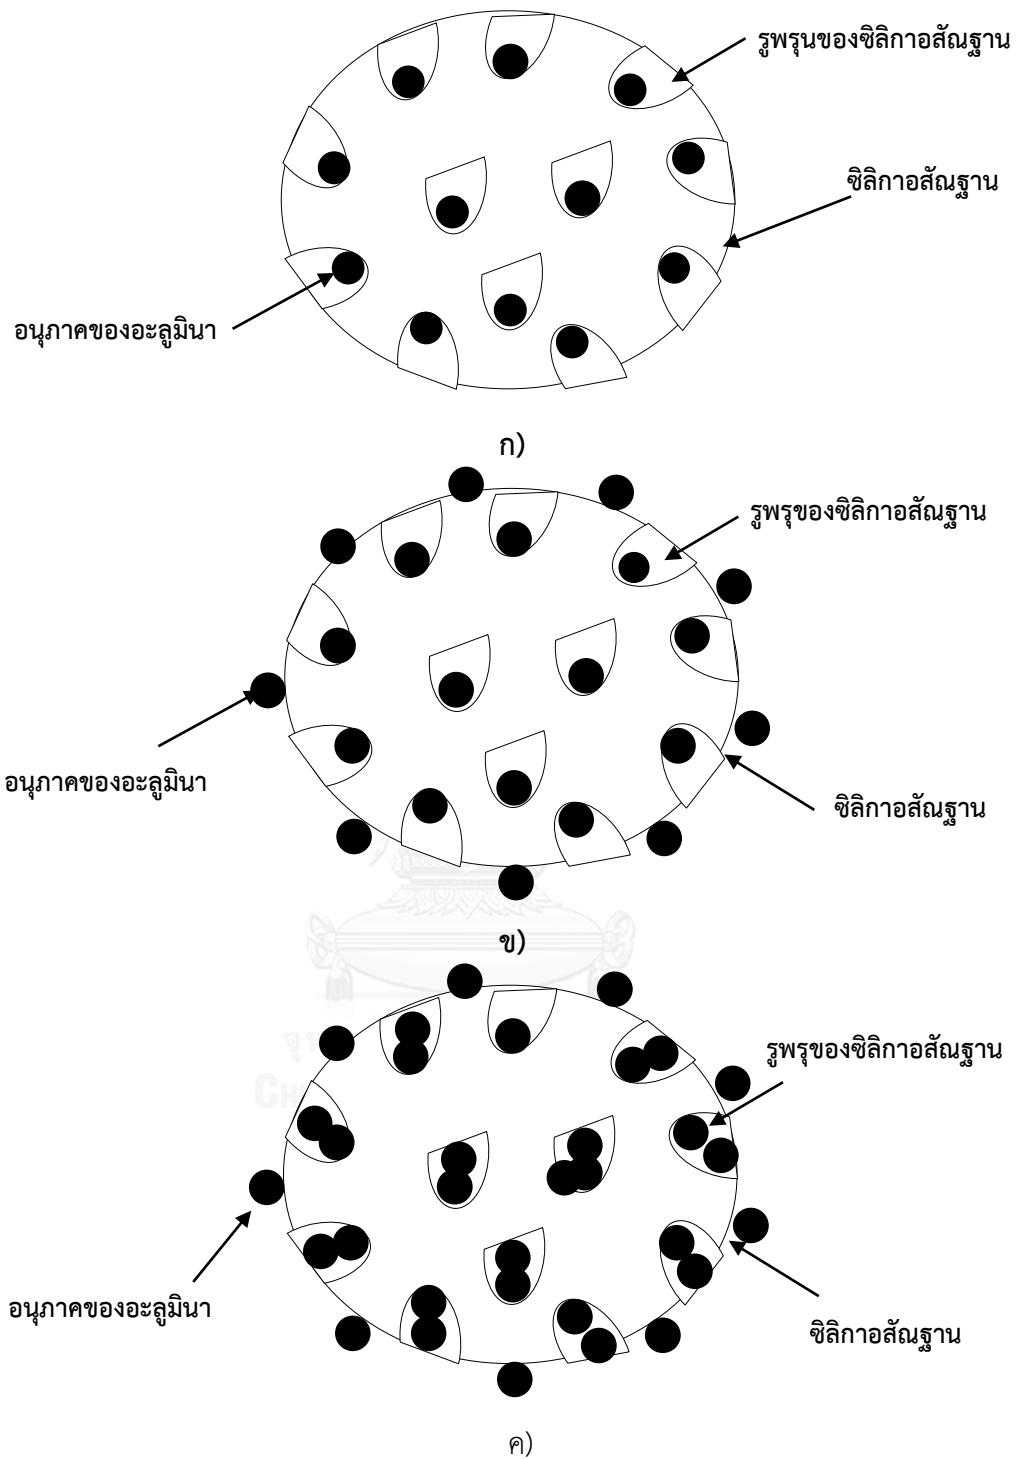 รูพรุนของซิลิกาอสัณฐาน
ซิลิกาอสัณฐาน
อนุภาคของอะลูมินา
ก)
รูพรุของซิลิกาอสัณฐาน
อนุภาคของอะลูมินา
ซิลิกาอสัณฐาน
ข)
รูพรุของซิลิกาอสัณฐาน
อนุภาคของอะลูมินา
ซิลิกาอสัณฐาน
ค)